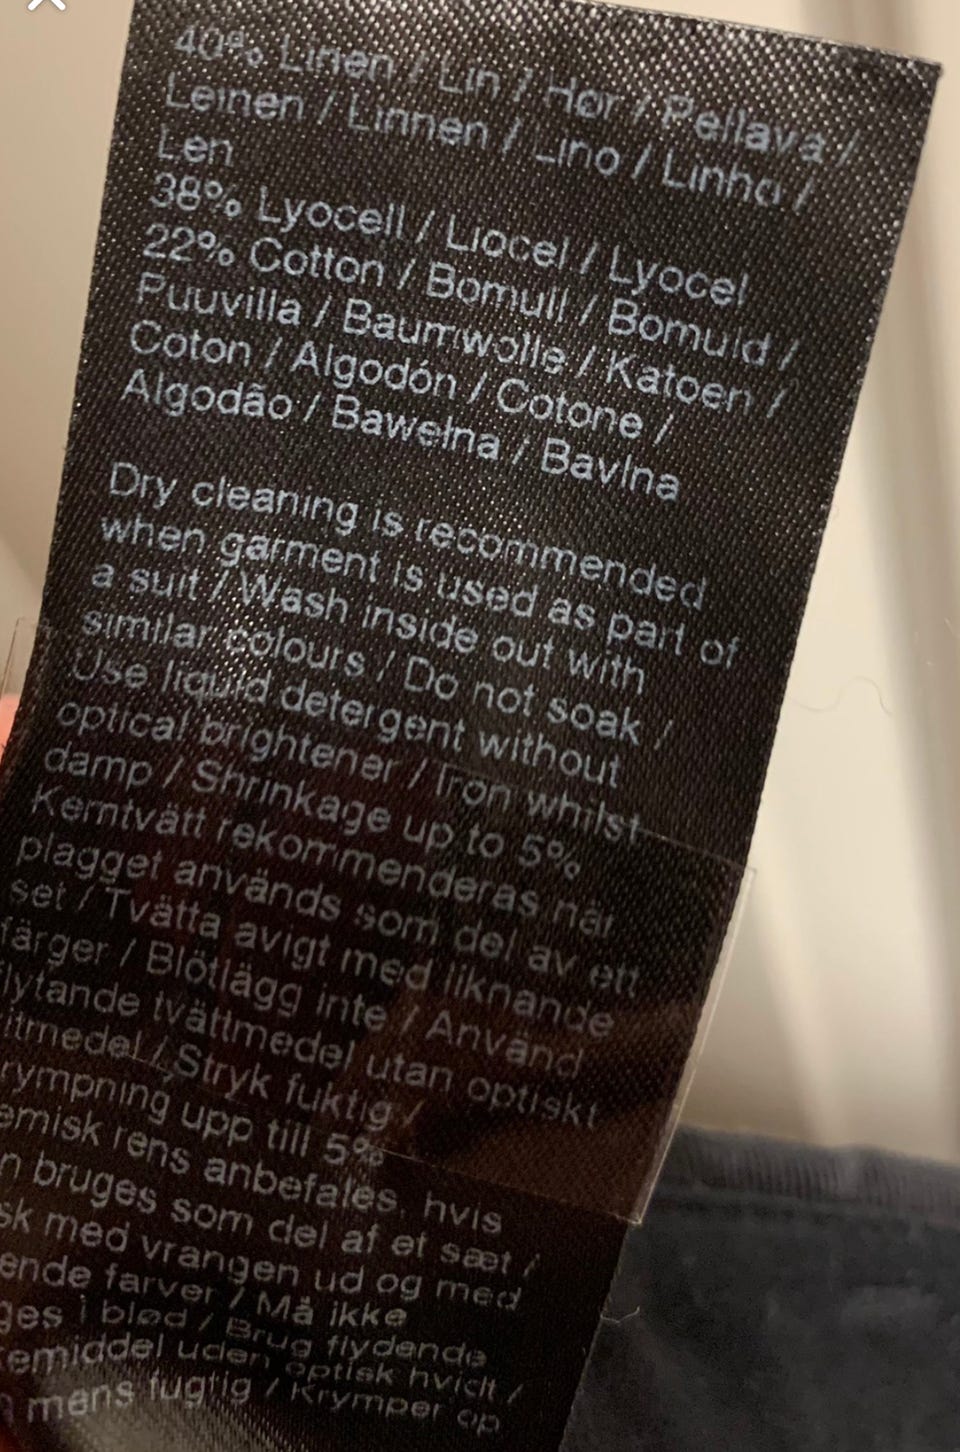 40% Linen / Lin / Hør / Pellava /
Leinen / Linnen / Lino / Linho /
Len
38% Lyocell / Liocel / Lyocel
22% Cotton / Bomull / Bomuld /
Puuvilla / Baumwolle / Katoen /
Coton / Algodón / Cotone /
Algodão / Bawełna / Bavlna
Dry cleaning is recommended
when garment is used as part of
a suit / Wash inside out with
similar colours / Do not soak /
Use liquid detergent without
optical brightener / Iron whilst
damp / Shrinkage up to 5%
Kemtvätt rekommenderas när
plagget används som del av ett
set / Tvätta avigt med liknande
färger / Blötlägg inte / Använd
lytande tvättmedel utan optiskt
itmedel / Stryk fuktig /
rympning upp till 5%
emisk rens anbefales, hvis
n bruges som del af et sæt /
sk med vrangen ud og med
ende farver / Må ikke
ges i blød / Brug flydende
emiddel uden optisk hvidt /
mens fugtig / Krymper op